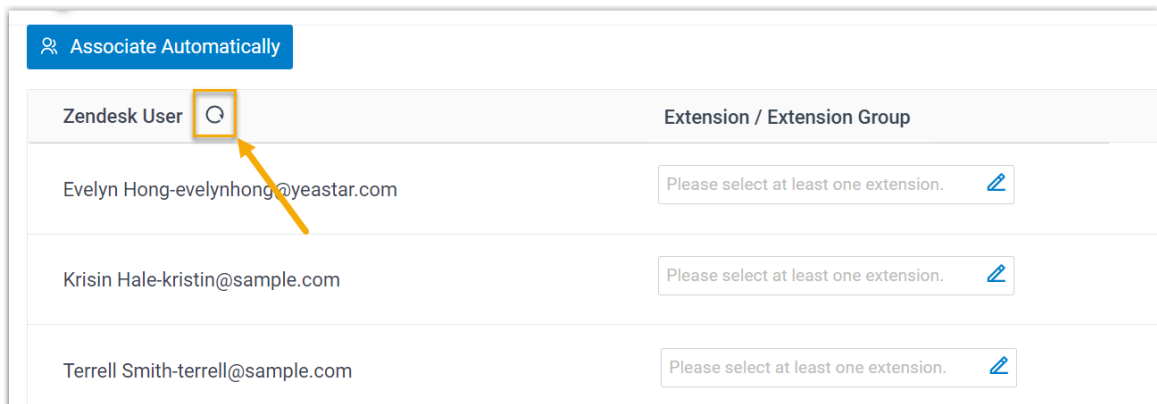 Associate Automatically
Zendesk User
Extension / Extension Group
Evelyn Hong-evelynhong@yeastar.com
Please select at least one extension.
Krisin Hale-kristin@sample.com
Please select at least one extension.
Terrell Smith-terrell@sample.com
Please select at least one extension.